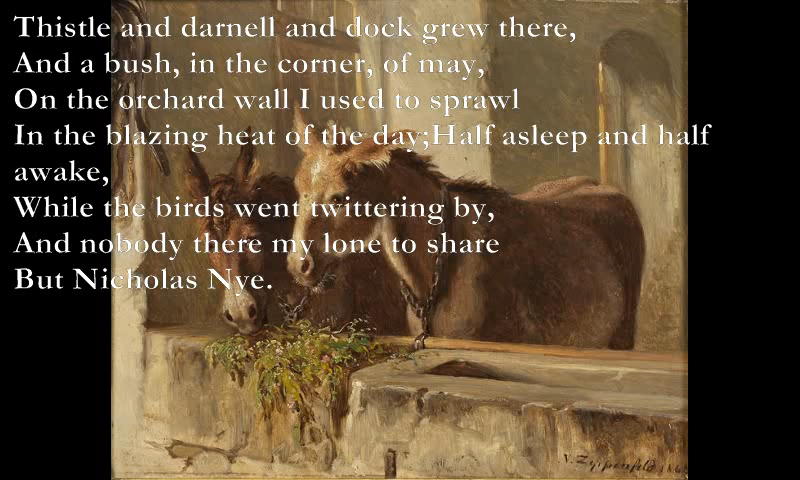 Thistle and darnell and dock grew there,
And a bush, in the corner, of may,
On the orchard wall I used to sprawl
In the blazing heat of the day;Half asleep and half
awake,
While the birds went twittering by,
And nobody there my lone to share
But Nicholas Nye.